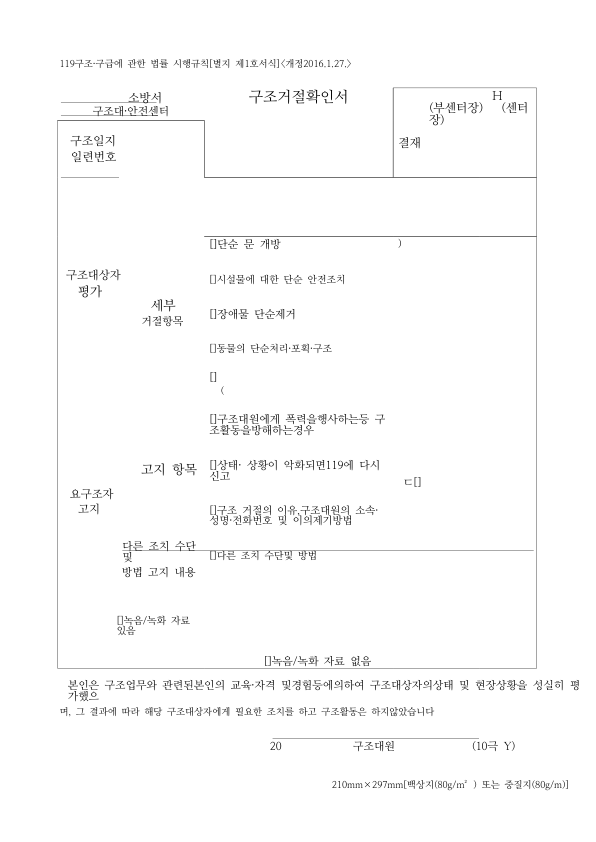 119구조·구급에 관한 법률 시행규칙[별지 제1호서식]<개정2016.1.27.>
소방서
구조대·안전센터
구조거절확인서
H
(부센터장) (센터
장)
결재
구조일지
일련번호
[]단순 문 개방 )
구조대상자
평가
[]시설물에 대한 단순 안전조치
세부
거절항목
[]장애물 단순제거
[]동물의 단순처리·포획·구조
[]
(
[]구조대원에게 폭력을행사하는등 구
조활동을방해하는경우
고지 항목
[]상태· 상황이 악화되면119에 다시
신고
ㄷ[]
요구조자
고지
[]구조 거절의 이유,구조대원의 소속·
성명·전화번호 및 이의제기방법
다른 조치 수단
및
방법 고지 내용
[]다른 조치 수단및 방법
[]녹음/녹화 자료
있음
[]녹음/녹화 자료 없음
본인은 구조업무와 관련된본인의 교육·자격 및경험등에의하여 구조대상자의상태 및 현장상황을 성실히 평
가했으
며, 그 결과에 따라 해당 구조대상자에게 필요한 조치를 하고 구조활동은 하지않았습니다
20 구조대원 (10극 Y)
210mm×297mm[백상지(80g/㎡ ) 또는 중질지(80g/m)]